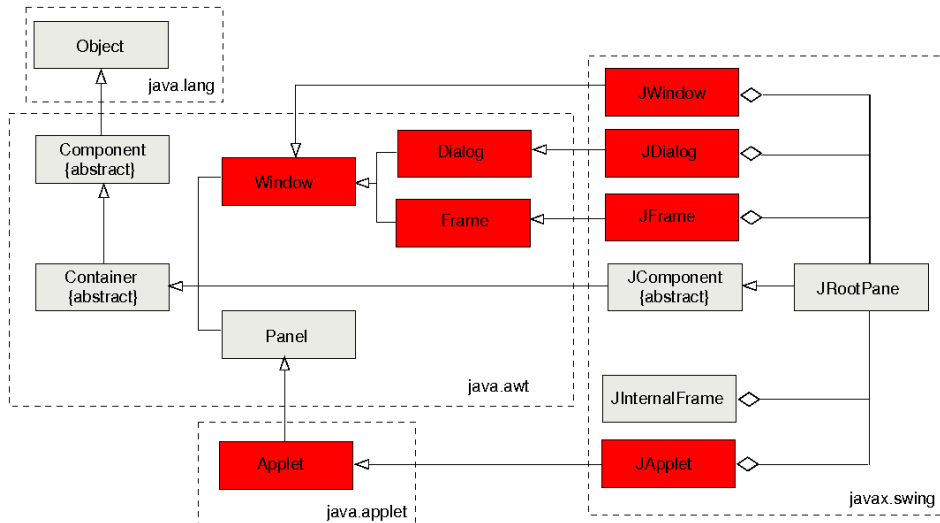 Object
java.lang
Component
{abstract}
Window
Dialog
Frame
Container
{abstract}
Panel
java.awt
Applet
java.applet
JWindow
JDialog
JFrame
JComponent
{abstract}
JRootPane
JInternalFrame
JApplet
javax.swing